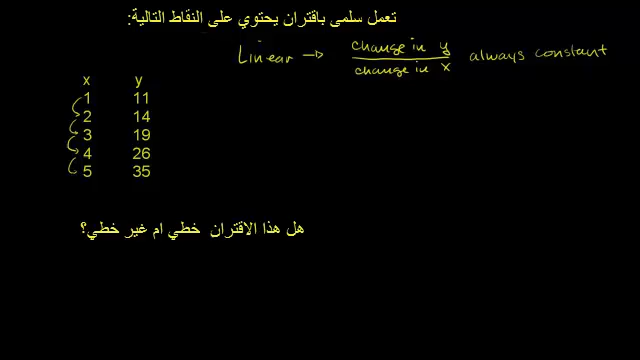 تعمل سلمى باقتران يحتوي على النقاط التالية:
Linear → change in y / change in x always constant
x y
1 11
2 14
3 19
4 26
5 35
هل هذا الاقتران خطي ام غير خطي؟